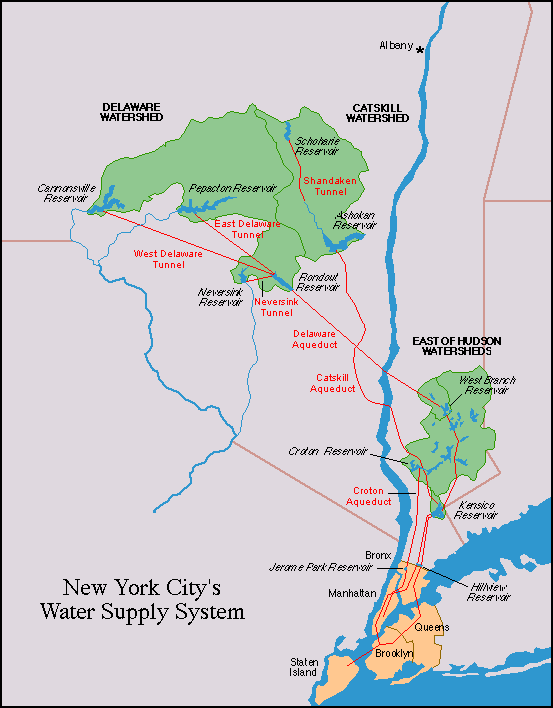 Albany
DELAWARE
WATERSHED
CATSKILL
WATERSHED
Schoharie
Reservoir
Shandaken
Tunnel
Cannonsville
Reservoir
Pepacton Reservoir
Ashokan
Reservoir
East Delaware
Tunnel
West Delaware
Tunnel
Neversink
Reservoir
Rondout
Reservoir
Neversink
Tunnel
Delaware
Aqueduct
EAST OF HUDSON
WATERSHEDS
Catskill
Aqueduct
West Branch
Reservoir
Croton Reservoir
Croton
Aqueduct
Kensico
Reservoir
Bronx
Jerome Park Reservoir
Hillview
Reservoir
Manhattan
New York City's
Water Supply System
Queens
Brooklyn
Staten
Island